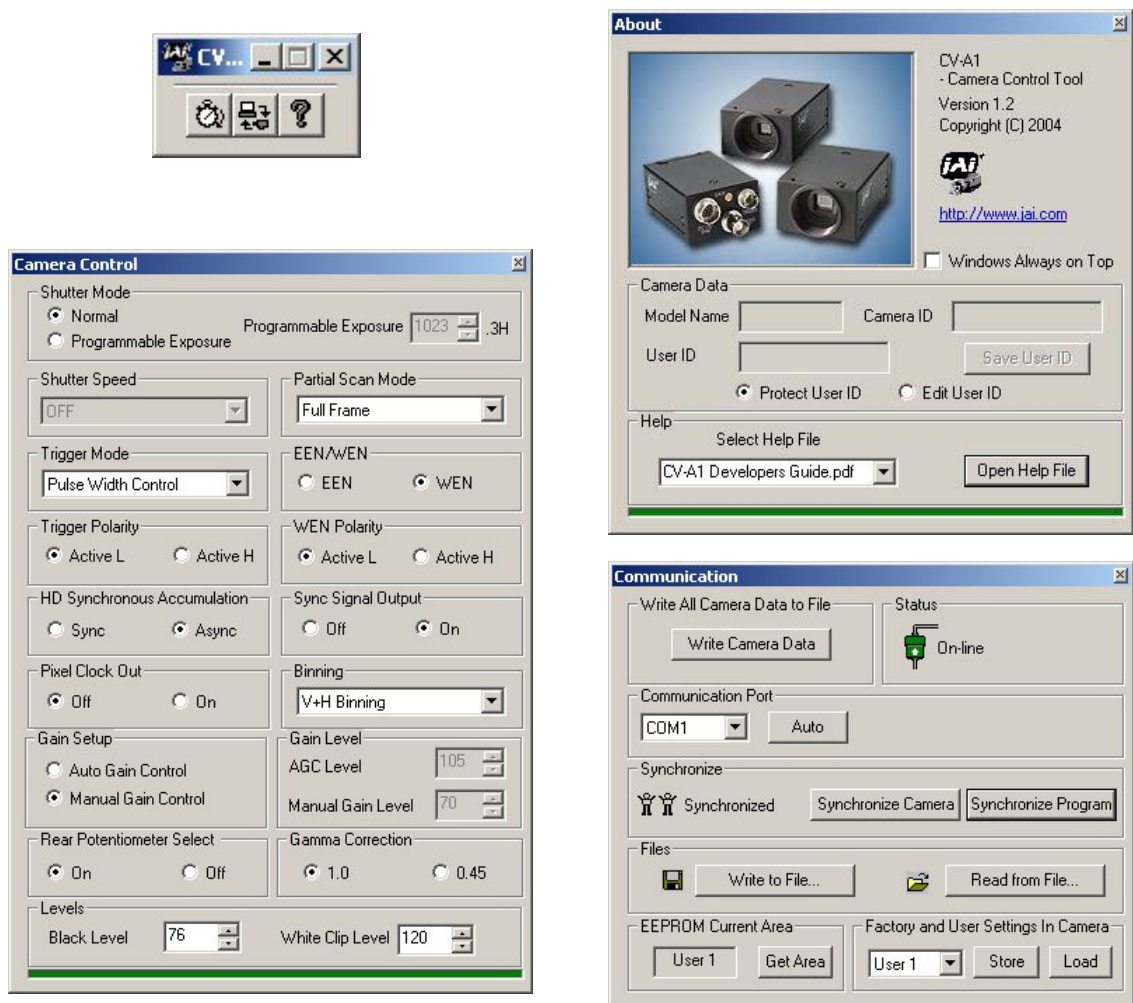 CV...
About
CV-A1
- Camera Control Tool
Version 1.2
Copyright (C) 2004
JAi
http://www.jai.com
Windows Always on Top
Camera Data
Model Name Camera ID
User ID Save User ID
Protect User ID Edit User ID
Help
Select Help File
CV-A1 Developers Guide.pdf Open Help File
Camera Control
Shutter Mode
Normal
Programmable Exposure
Programmable Exposure 1023 .3H
Shutter Speed
OFF
Partial Scan Mode
Full Frame
Trigger Mode
Pulse Width Control
EEN/WEN
EEN WEN
Trigger Polarity
Active L Active H
WEN Polarity
Active L Active H
HD Synchronous Accumulation
Sync Async
Sync Signal Output
Off On
Pixel Clock Out
Off On
Binning
V+H Binning
Gain Setup
Auto Gain Control
Manual Gain Control
Gain Level
AGC Level 105
Manual Gain Level 70
Rear Potentiometer Select
On Off
Gamma Correction
1.0 0.45
Levels
Black Level 76 White Clip Level 120
Communication
Write All Camera Data to File
Write Camera Data
Status
On-line
Communication Port
COM1 Auto
Synchronize
Synchronized Synchronize Camera Synchronize Program
Files
Write to File... Read from File...
EEPROM Current Area
User 1 Get Area
Factory and User Settings In Camera
User 1 Store Load